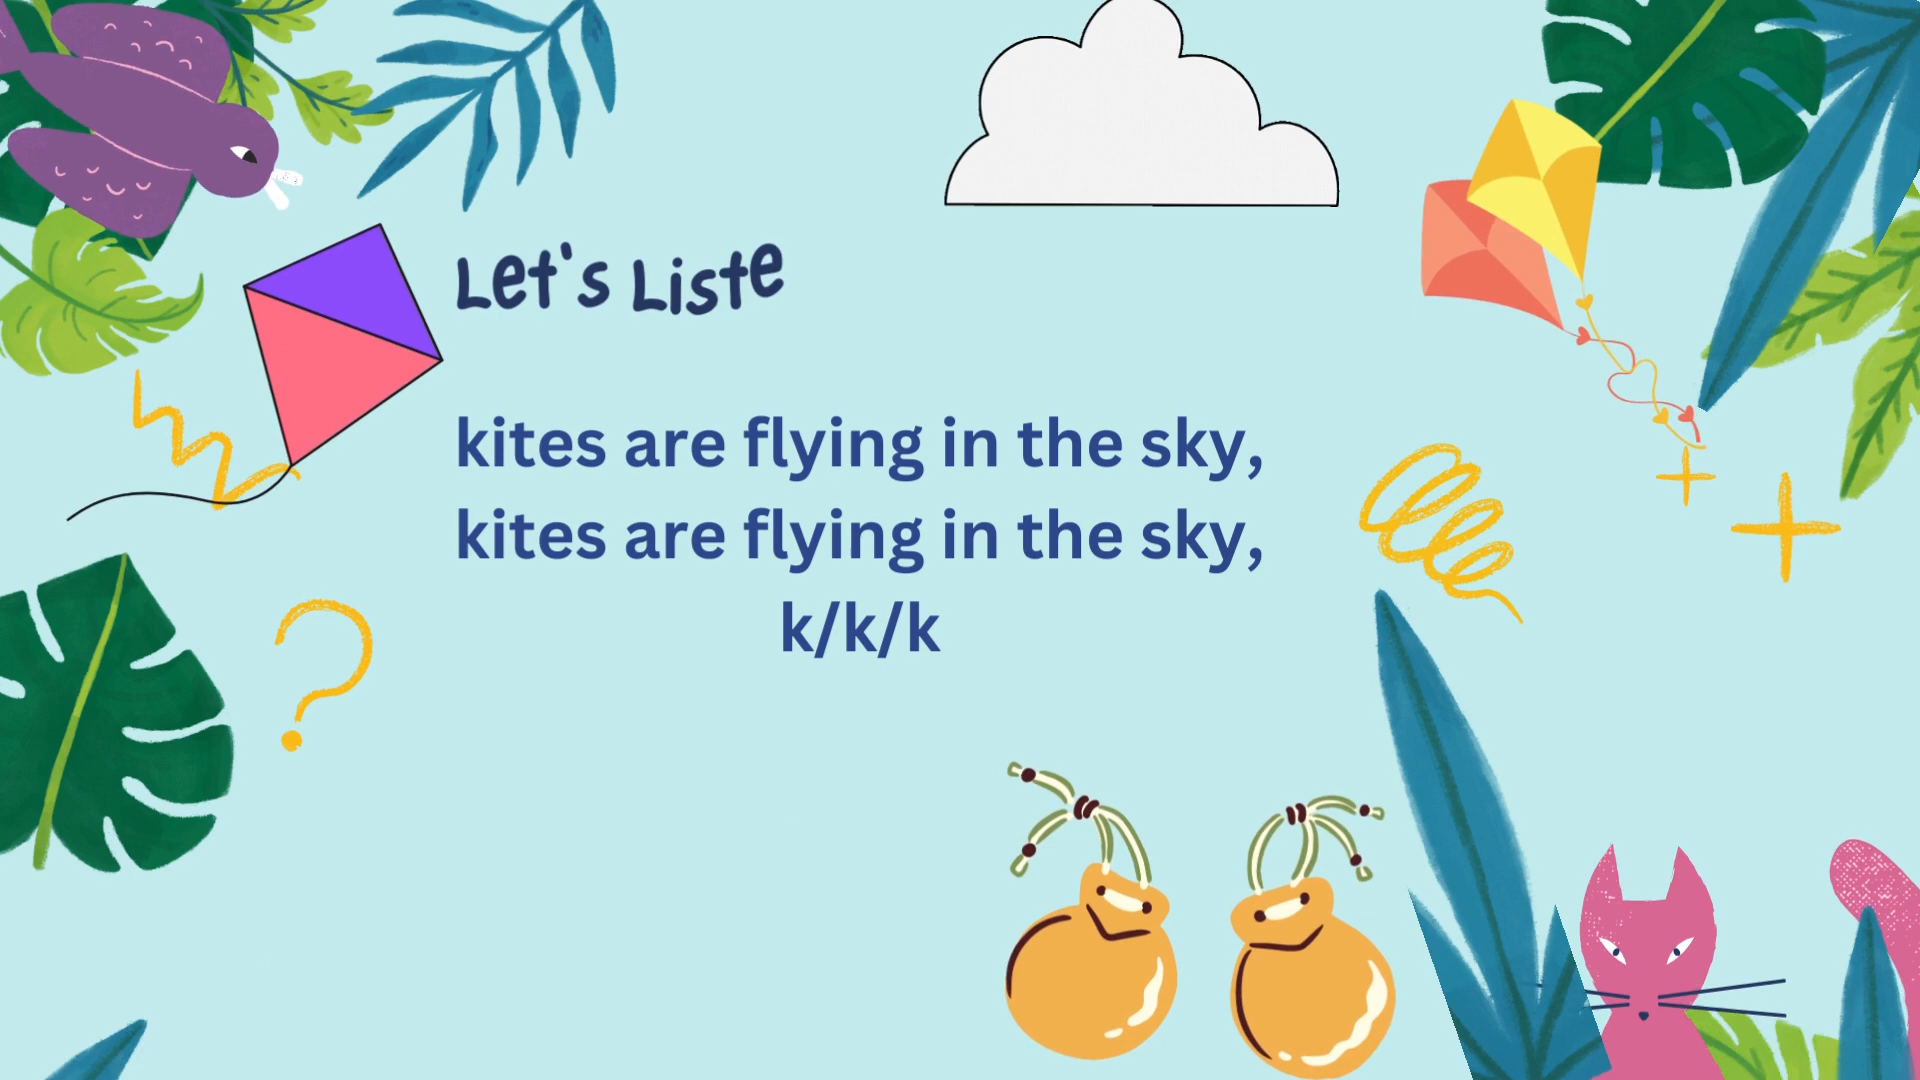 Let's Liste
kites are flying in the sky,
kites are flying in the sky,
k/k/k